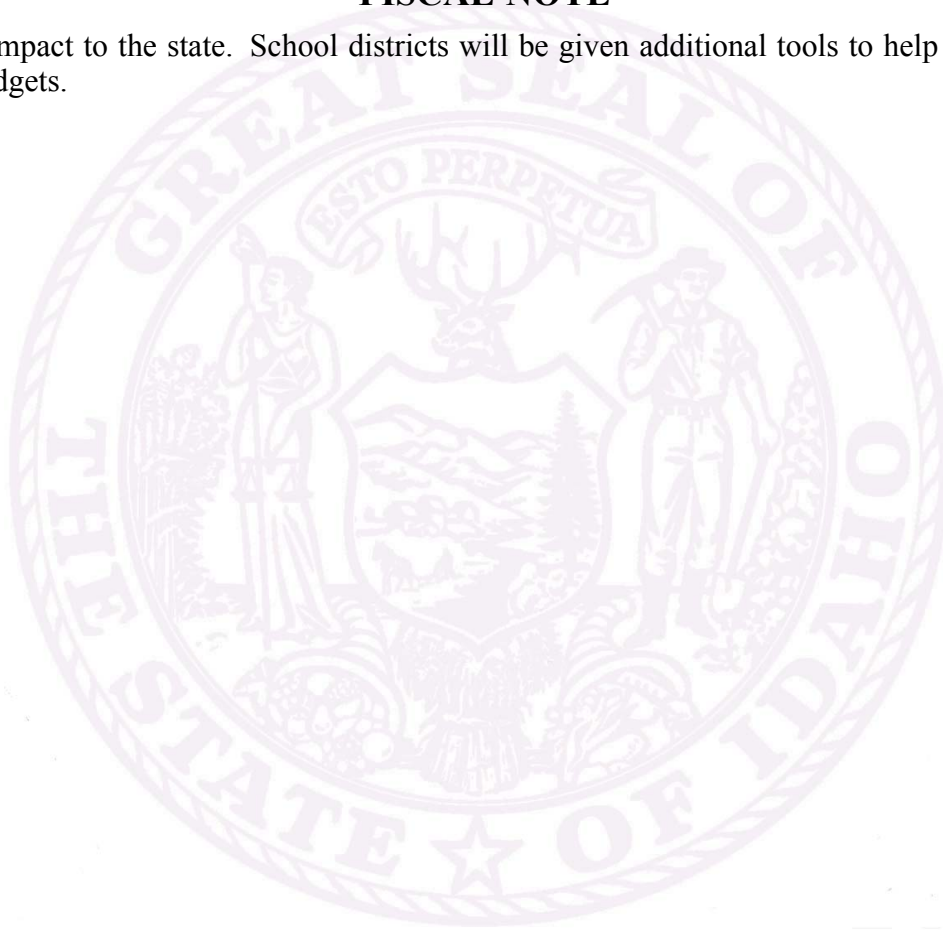 FISCAL NOTE
mpact to the state. School districts will be given additional tools to help
dgets.
THE GREAT SEAL OF
ESTO PERPETUA
STATE OF IDAHO